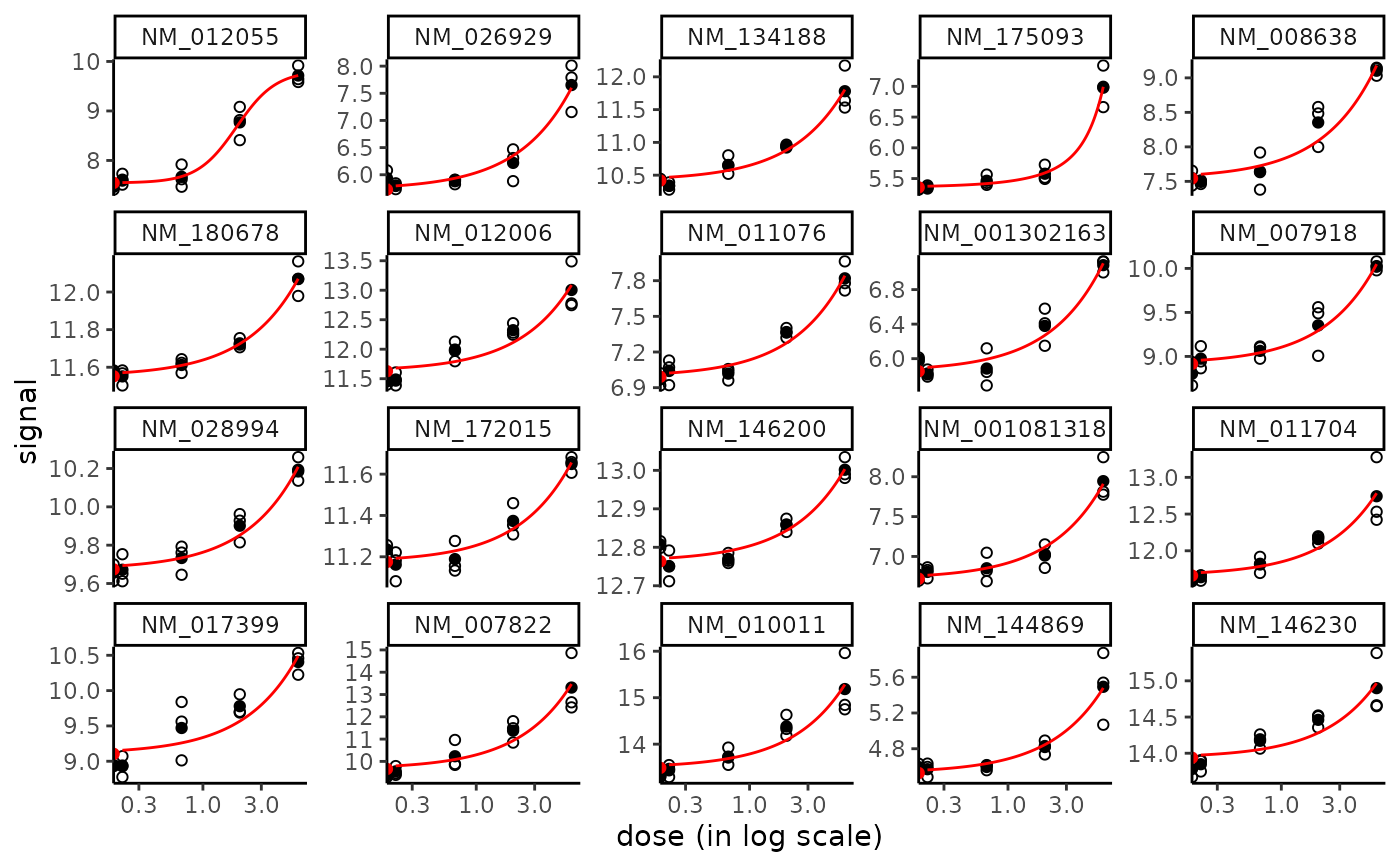 NM_012055 NM_026929 NM_134188 NM_175093 NM_008638
10 9 8
8.0 7.5 7.0 6.5 6.0
12.0 11.5 11.0 10.5
7.0 6.5 6.0 5.5
9.0 8.5 8.0 7.5
NM_180678 NM_012006 NM_011076 NM_001302163 NM_007918
12.0 11.8 11.6
13.5 13.0 12.5 12.0 11.5
7.8 7.5 7.2 6.9
6.8 6.4 6.0
10.0 9.5 9.0
signal
NM_028994 NM_172015 NM_146200 NM_001081318 NM_011704
10.2 10.0 9.8 9.6
11.6 11.4 11.2
13.0 12.9 12.8 12.7
8.0 7.5 7.0
13.0 12.5 12.0
NM_017399 NM_007822 NM_010011 NM_144869 NM_146230
10.5 10.0 9.5 9.0
15 14 13 12 11 10
16 15 14
5.6 5.2 4.8
15.0 14.5 14.0
0.3 1.0 3.0 0.3 1.0 3.0 0.3 1.0 3.0 0.3 1.0 3.0 0.3 1.0 3.0
dose (in log scale)